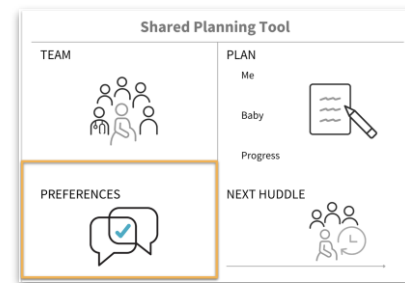 Shared Planning Tool
TEAM
PLAN
Me
Baby
Progress
PREFERENCES
NEXT HUDDLE